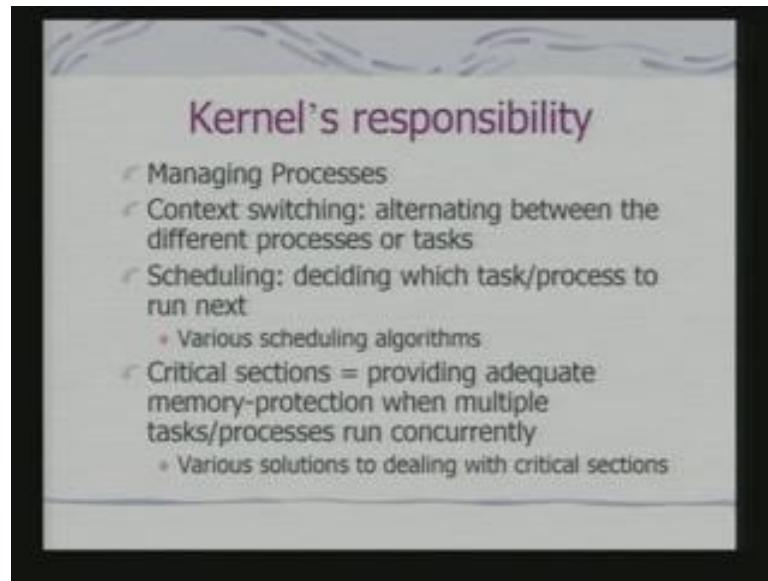 Kernel's responsibility
Managing Processes
Context switching: alternating between the
different processes or tasks
Scheduling: deciding which task/process to
run next
Various scheduling algorithms
Critical sections = providing adequate
memory-protection when multiple
tasks/processes run concurrently
Various solutions to dealing with critical sections